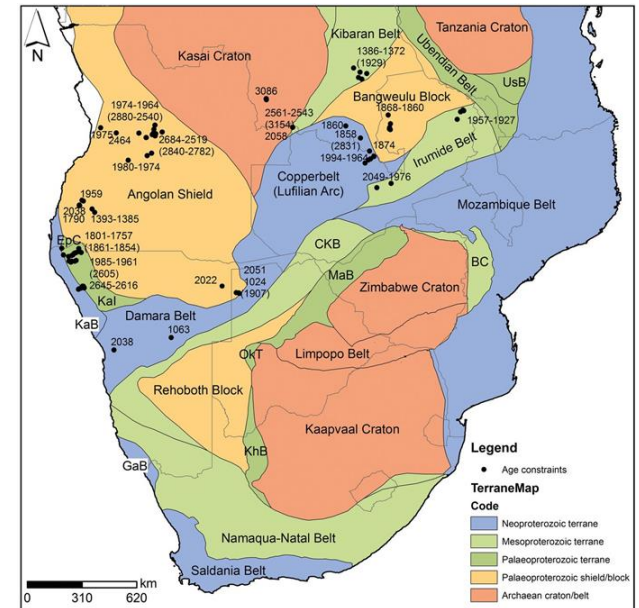 Kibaran Belt
Tanzania Craton
Kasai Craton
N
1386-1372
(1929)
Ubendian Belt
UsB
3086
1974-1964
(2880-2540)
Bangweulu Block
1868-1860
2561-2543
(3154)
2058
1975
2464
2684-2519
(2840-2782)
1860
1858
(2831)
1874
1957-1927
1980-1974
1994-1964
Irumide Belt
Copperbelt
(Lufilian Arc)
2049-1976
Angolan Shield
1959
2038
1790
1393-1385
Mozambique Belt
EpC
1801-1757
(1861-1854)
CKB
1985-1961
(2605)
2645-2616
2022
2051
1024
(1907)
MaB
BC
Zimbabwe Craton
KaI
KaB
Damara Belt
1063
2038
OkT
Limpopo Belt
Rehoboth Block
Kaapvaal Craton
KhB
GaB
Namaqua-Natal Belt
Saldania Belt
Legend
Age constraints
TerraneMap
Code
Neoproterozoic terrane
Mesoproterozoic terrane
Palaeoproterozoic terrane
Palaeoproterozoic shield/block
Archaean craton/belt
km
0 310 620